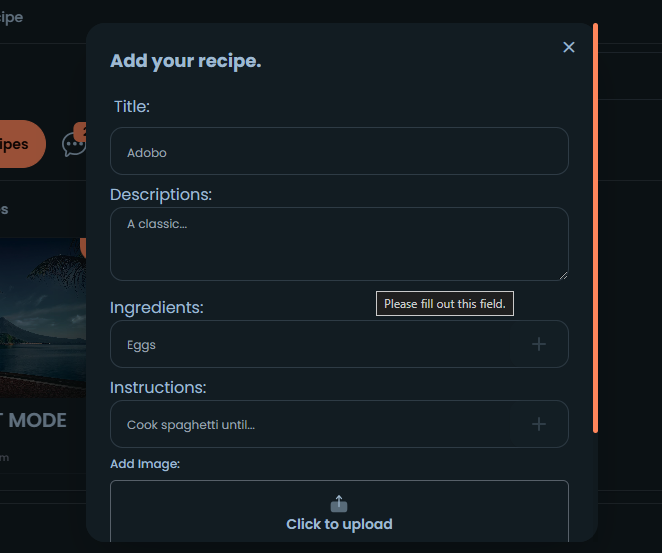 cipe
Add your recipe.
Title:
ipes
Adobo
Descriptions:
s
A classic...
Please fill out this field.
Ingredients:
Eggs
Instructions:
T MODE
Cook spaghetti until...
m
Add Image:
Click to upload